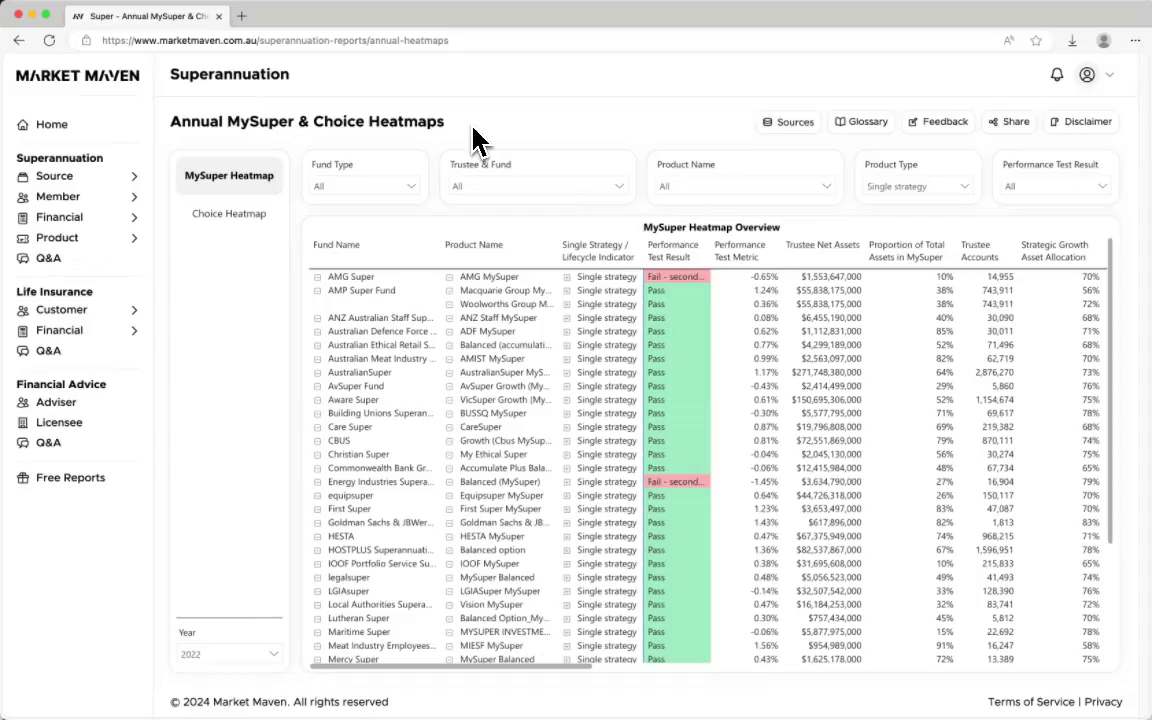 Super - Annual MySuper & Ch
https://www.marketmaven.com.au/superannuation-reports/annual-heatmaps
MARKET MAVEN
Superannuation
Home
Superannuation
Source
Member
Financial
Product
Q&A
Life Insurance
Customer
Financial
Q&A
Financial Advice
Adviser
Licensee
Q&A
Free Reports
Annual MySuper & Choice Heatmaps
Sources
Glossary
Feedback
Share
Disclaimer
MySuper Heatmap
Choice Heatmap
Year
2022
Fund Type
All
Trustee & Fund
All
Product Name
All
Product Type
Single strategy
Performance Test Result
All
MySuper Heatmap Overview
Fund Name Product Name Single Strategy / Lifecycle Indicator Performance Test Result Performance Test Metric Trustee Net Assets Proportion of Total Assets in MySuper Trustee Accounts Strategic Growth Asset Allocation
AMG Super AMG MySuper Single strategy Fail - second... -0.65% $1,553,647,000 10% 14,955 70%
AMP Super Fund Macquarie Group My... Single strategy Pass 1.24% $55,838,175,000 38% 743,911 56%
Woolworths Group M... Single strategy Pass 0.36% $55,838,175,000 38% 743,911 72%
ANZ Australian Staff Sup... ANZ Staff MySuper Single strategy Pass 0.08% $6,455,190,000 40% 30,090 68%
Australian Defence Force ... ADF MySuper Single strategy Pass 0.62% $1,112,831,000 85% 30,011 71%
Australian Ethical Retail S... Balanced (accumulati... Single strategy Pass 0.77% $4,299,189,000 52% 71,496 68%
Australian Meat Industry ... AMIST MySuper Single strategy Pass 0.99% $2,563,097,000 82% 62,719 70%
AustralianSuper AustralianSuper MyS... Single strategy Pass 1.17% $271,748,380,000 64% 2,876,270 73%
AvSuper Fund AvSuper Growth (My... Single strategy Pass -0.43% $2,414,499,000 29% 5,860 76%
Aware Super VicSuper Growth (My... Single strategy Pass 0.61% $150,695,306,000 52% 1,154,674 75%
Building Unions Superan... BUSSQ MySuper Single strategy Pass -0.30% $5,577,795,000 71% 69,617 78%
Care Super CareSuper Single strategy Pass 0.87% $19,796,808,000 69% 219,382 68%
CBUS Growth (Cbus MySup... Single strategy Pass 0.81% $72,551,869,000 79% 870,111 74%
Christian Super My Ethical Super Single strategy Pass -0.04% $2,045,130,000 56% 30,274 75%
Commonwealth Bank Gr... Accumulate Plus Bala... Single strategy Pass -0.06% $12,415,984,000 48% 67,734 65%
Energy Industries Supera... Balanced (MySuper) Single strategy Fail - second... -1.45% $3,634,790,000 27% 16,904 79%
equipsuper Equipsuper MySuper Single strategy Pass 0.64% $44,726,318,000 26% 150,117 70%
First Super First Super MySuper Single strategy Pass 1.23% $3,653,497,000 83% 47,087 70%
Goldman Sachs & JBWer... Goldman Sachs & JB... Single strategy Pass 1.43% $617,896,000 82% 1,813 83%
HESTA HESTA MySuper Single strategy Pass 0.47% $67,375,949,000 74% 968,215 71%
HOSTPLUS Superannuati... Balanced option Single strategy Pass 1.36% $82,537,867,000 67% 1,596,951 78%
IOOF Portfolio Service Su... IOOF MySuper Single strategy Pass 0.38% $31,695,608,000 10% 215,833 65%
legalsuper MySuper Balanced Single strategy Pass 0.48% $5,056,523,000 49% 41,493 74%
LGIAsuper LGIASuper MySuper Single strategy Pass -0.14% $32,507,542,000 33% 128,390 76%
Local Authorities Supera... Vision MySuper Single strategy Pass 0.47% $16,184,253,000 32% 83,741 72%
Lutheran Super Balanced Option_My... Single strategy Pass 0.30% $757,434,000 45% 5,812 70%
Maritime Super MYSUPER INVESTME... Single strategy Pass -0.06% $5,877,975,000 15% 22,692 78%
Meat Industry Employees... MIESF MySuper Single strategy Pass 1.56% $954,989,000 91% 16,247 58%
Mercy Super MySuper Balanced Single strategy Pass 0.43% $1,625,178,000 72% 13,389 75%
© 2024 Market Maven. All rights reserved
Terms of Service | Privacy